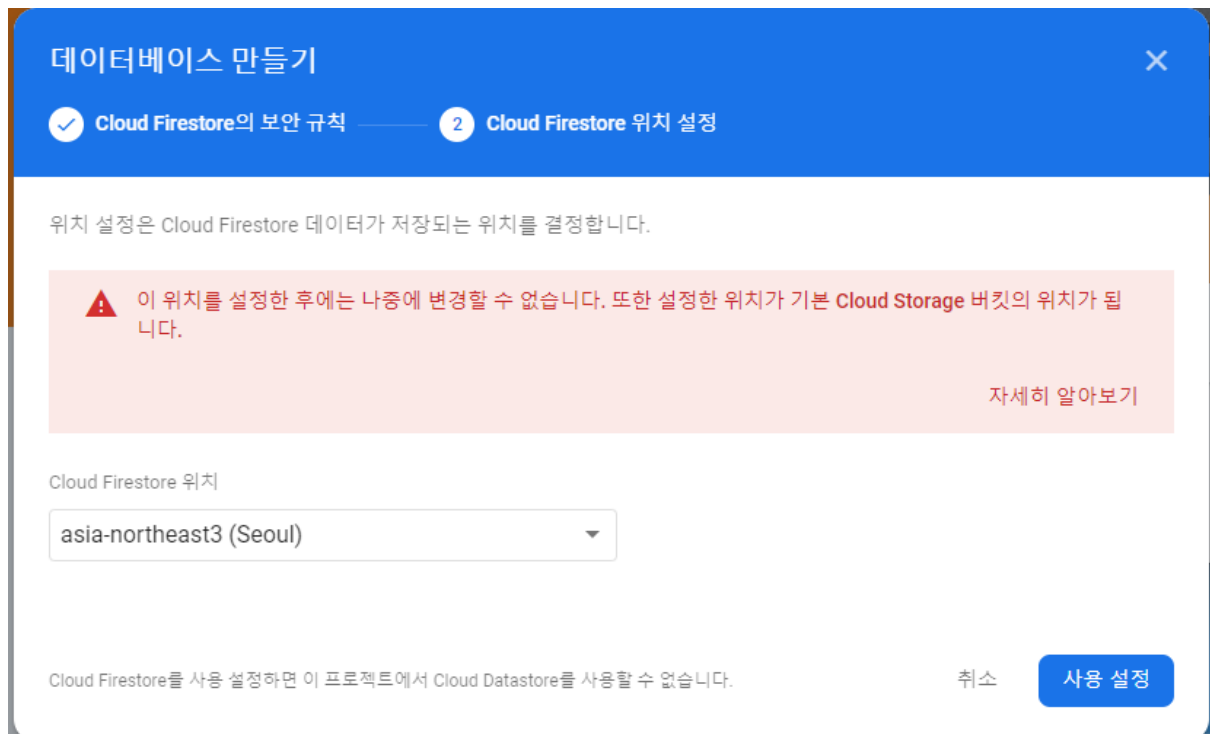 데이터베이스 만들기
Cloud Firestore의 보안 규칙
2 Cloud Firestore 위치 설정
위치 설정은 Cloud Firestore 데이터가 저장되는 위치를 결정합니다.
이 위치를 설정한 후에는 나중에 변경할 수 없습니다. 또한 설정한 위치가 기본 Cloud Storage 버킷의 위치가 됩
니다.
자세히 알아보기
Cloud Firestore 위치
asia-northeast3 (Seoul)
Cloud Firestore를 사용 설정하면 이 프로젝트에서 Cloud Datastore를 사용할 수 없습니다.
취소
사용 설정